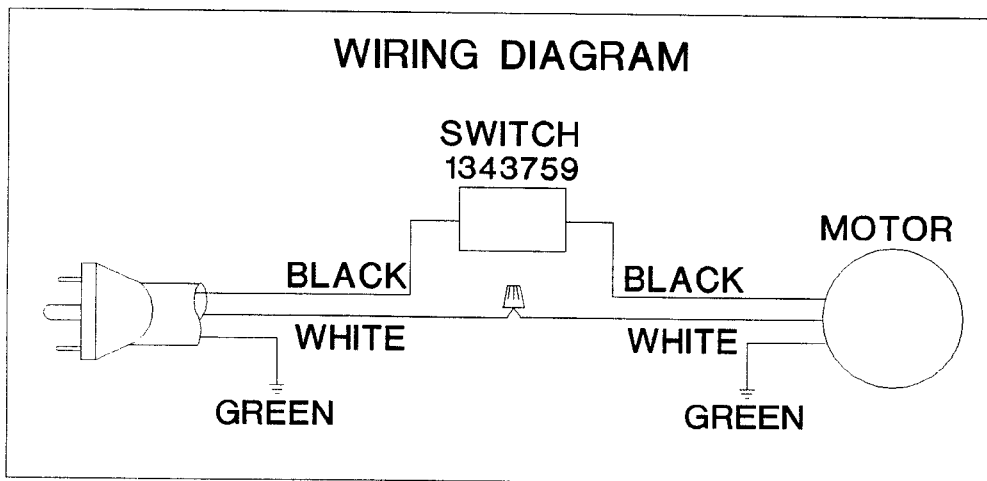 WIRING DIAGRAM
SWITCH
1343759
MOTOR
BLACK
BLACK
WHITE
WHITE
GREEN
GREEN